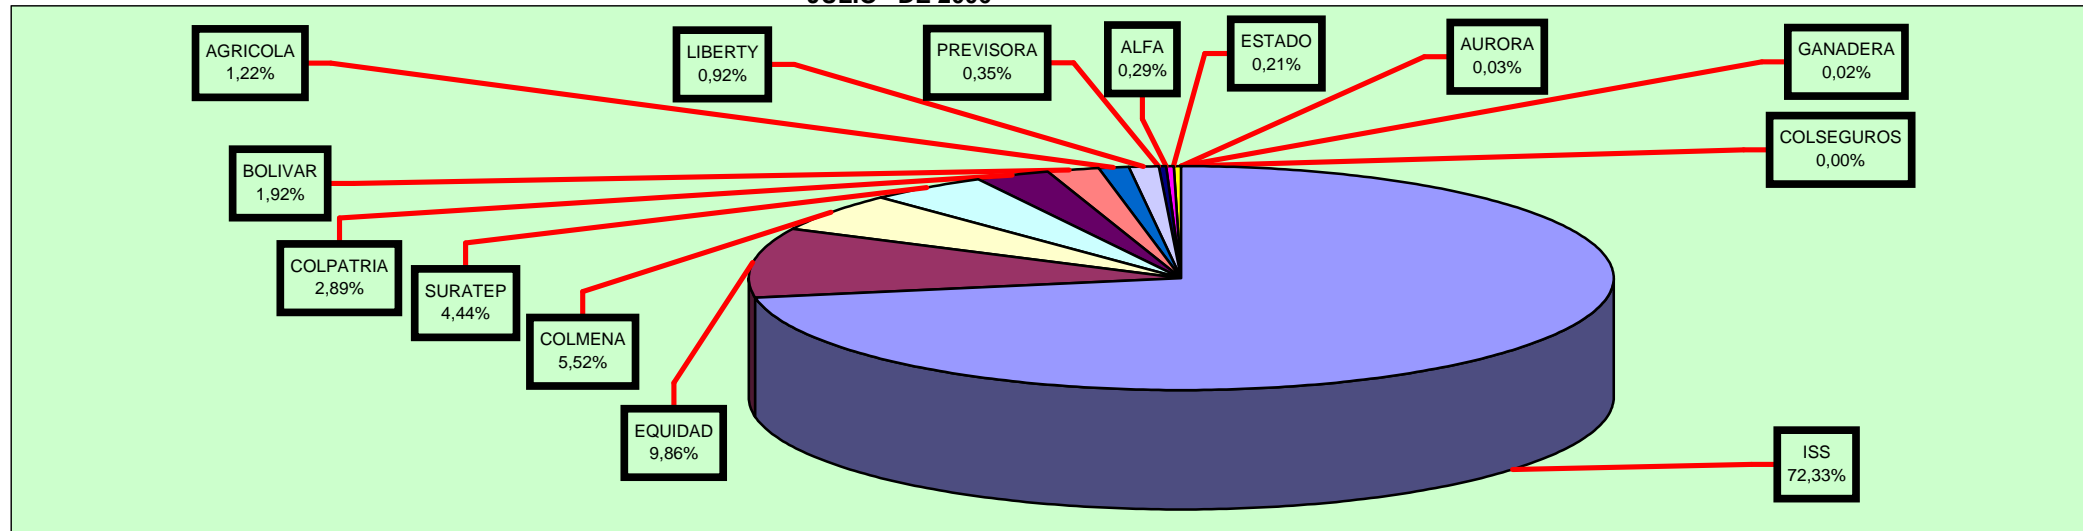 AGRICOLA
1,22%
LIBERTY
0,92%
PREVISORA
0,35%
ALFA
0,29%
ESTADO
0,21%
AURORA
0,03%
GANADERA
0,02%
COLSEGUROS
0,00%
BOLIVAR
1,92%
COLPATRIA
2,89%
SURATEP
4,44%
COLMENA
5,52%
EQUIDAD
9,86%
ISS
72,33%